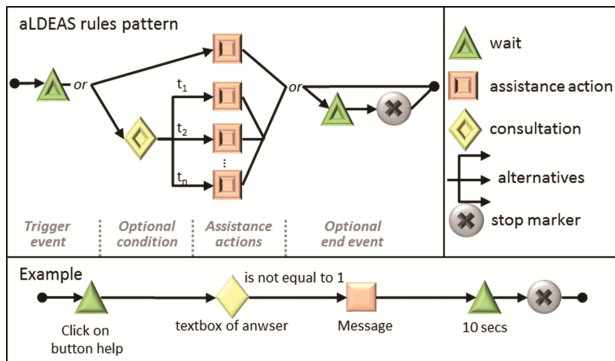 aLDEAS rules pattern
or
t1
t2
⋮
tn
or
Trigger event
Optional condition
Assistance actions
Optional end event
wait
assistance action
consultation
alternatives
stop marker
Example
is not equal to 1
Click on button help
textbox of anwser
Message
10 secs